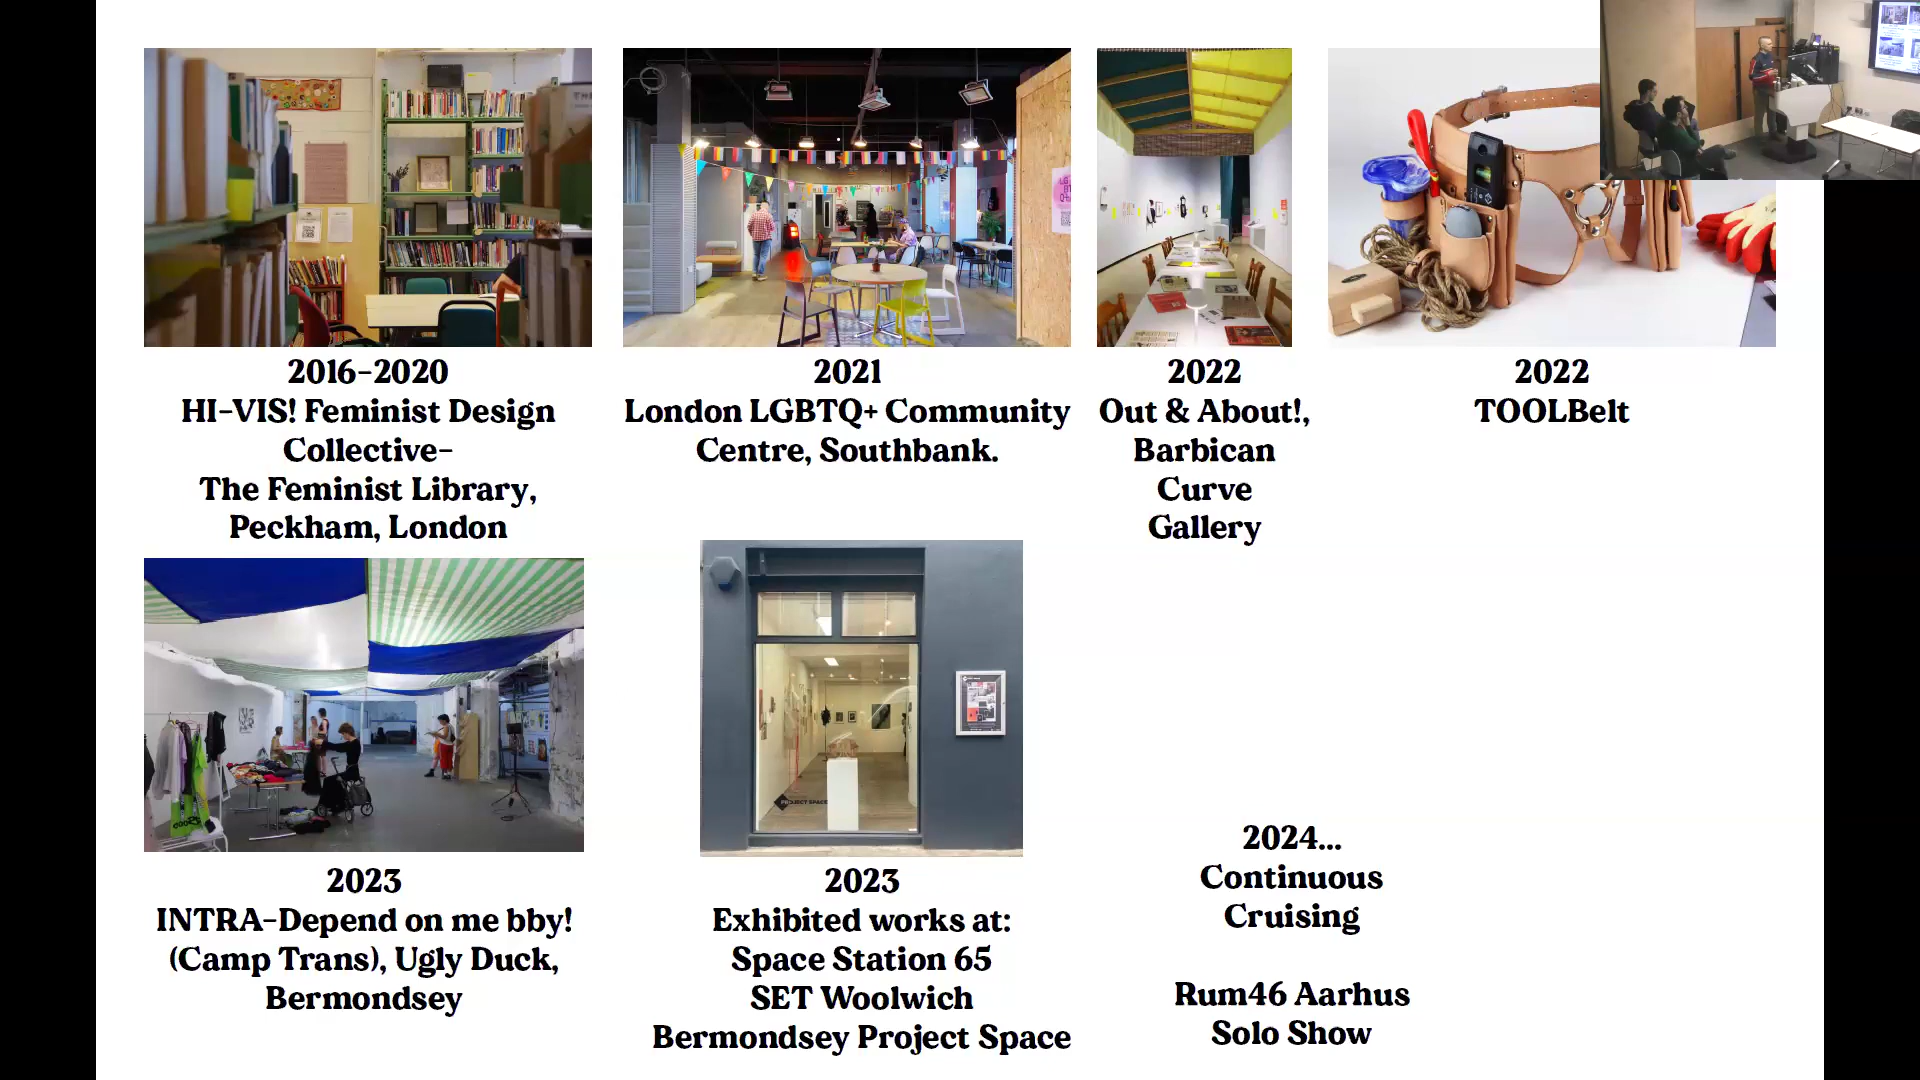 2016-2020
HI-VIS! Feminist Design
Collective-
The Feminist Library,
Peckham, London
2021
London LGBTQ+ Community
Centre, Southbank.
2022
Out & About!,
Barbican
Curve
Gallery
2022
TOOLBelt
2023
INTRA-Depend on me bby!
(Camp Trans), Ugly Duck,
Bermondsey
PROJECT SPACE
2023
Exhibited works at:
Space Station 65
SET Woolwich
Bermondsey Project Space
2024...
Continuous
Cruising
Rum46 Aarhus
Solo Show